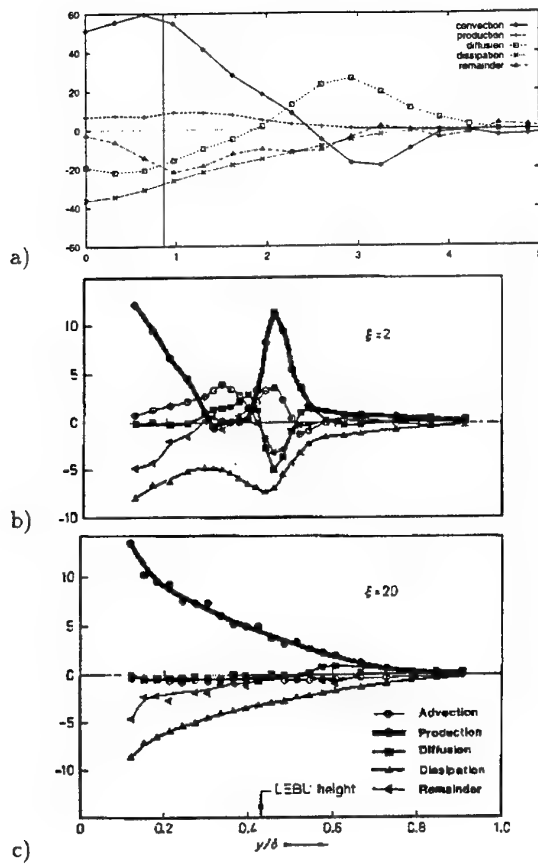 a)
60
40
20
0
-20
-40
-60
0 1 2 3 4 5
convection
production
diffusion
dissipation
remainder
b)
10
5
0
-5
-10
ξ=2
c)
10
5
0
-5
-10
ξ=20
Advection
Production
Diffusion
Dissipation
Remainder
LEBU height
0 0.2 0.4 0.6 0.8 1.0
y/δ